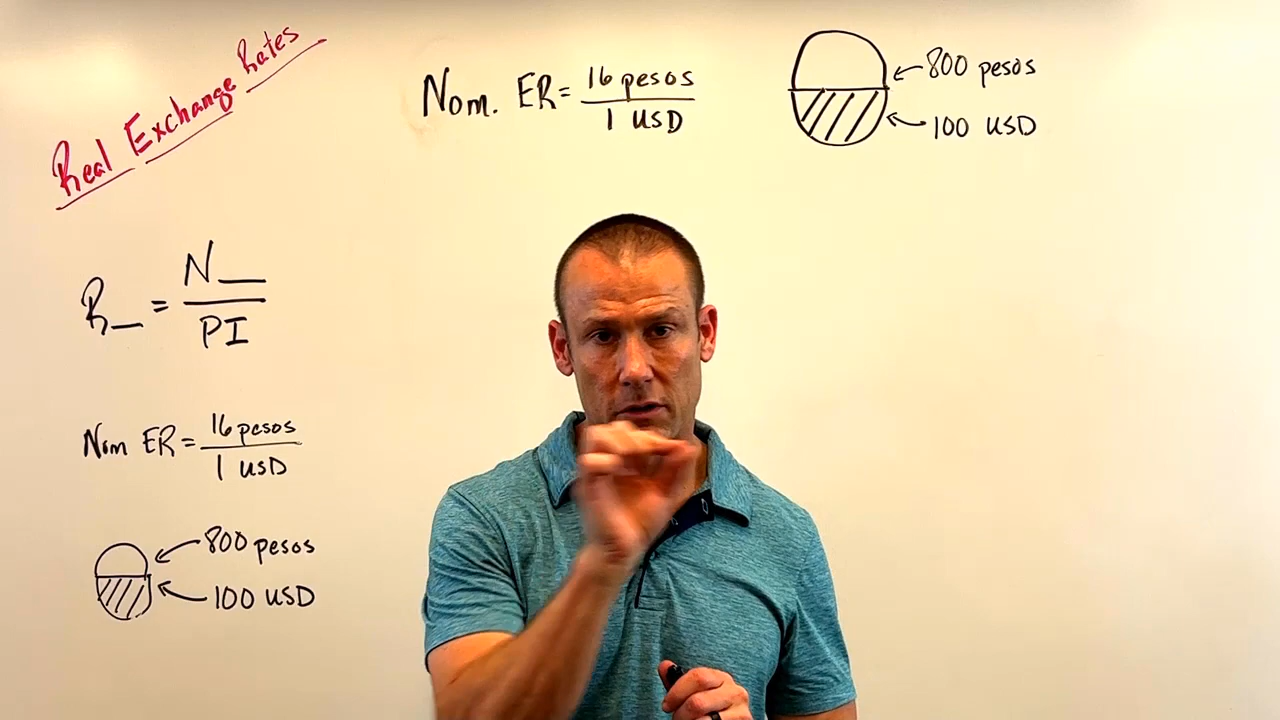 Real Exchange Rates
Nom. ER = 16 pesos
1 USD
800 pesos
100 USD
R_ = N_
PI
Nom ER = 16 pesos
1 USD
800 pesos
100 USD